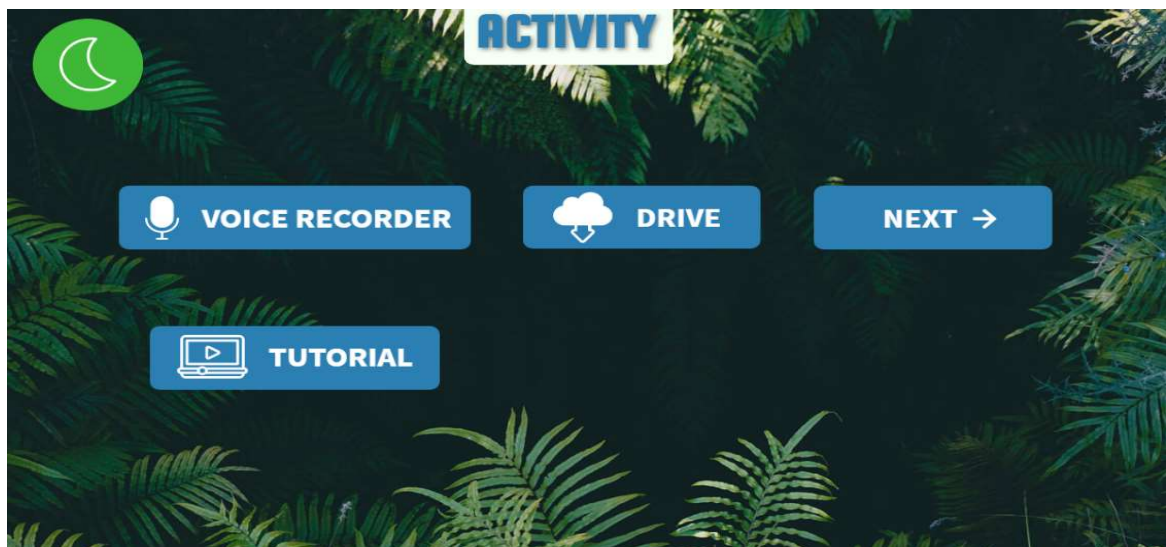 ACTIVITY
VOICE RECORDER
DRIVE
NEXT →
TUTORIAL